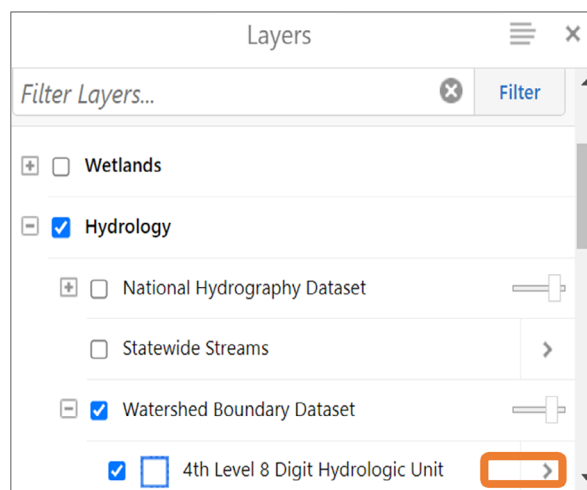 Layers
Filter Layers...
Filter
Wetlands
Hydrology
National Hydrography Dataset
Statewide Streams
Watershed Boundary Dataset
4th Level 8 Digit Hydrologic Unit